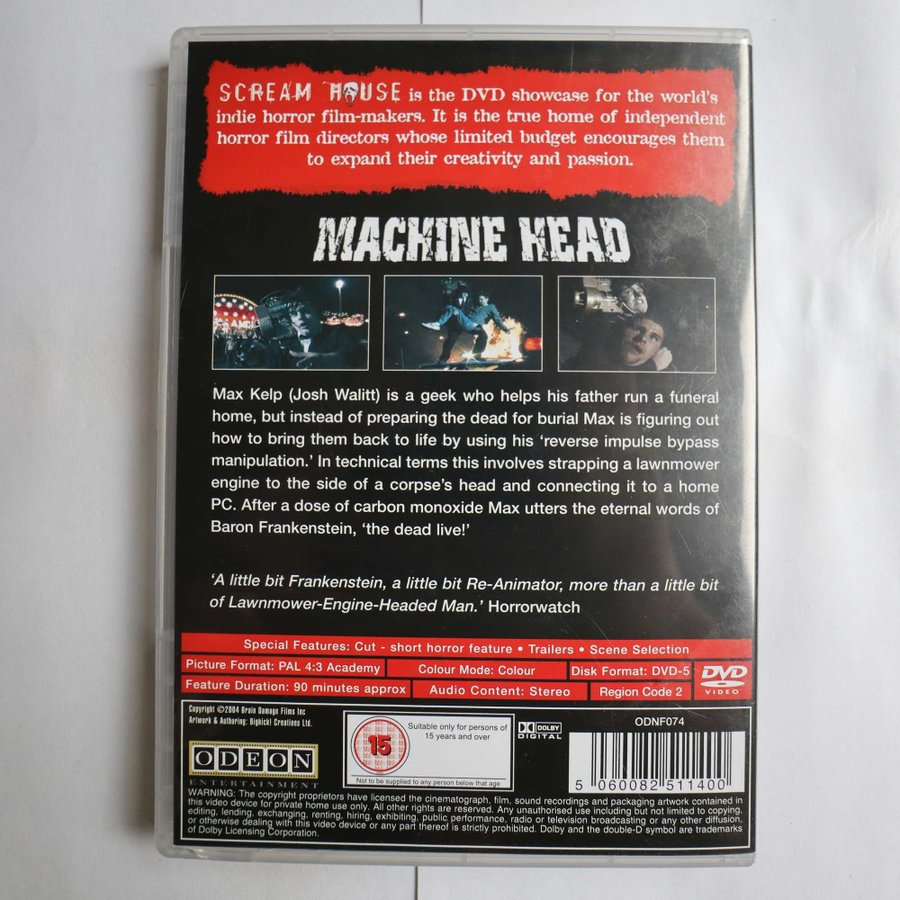 SCREAM HOUSE is the DVD showcase for the world's
indie horror film-makers. It is the true home of independent
horror film directors whose limited budget encourages them
to expand their creativity and passion.
MACHINE HEAD
Max Kelp (Josh Walitt) is a geek who helps his father run a funeral
home, but instead of preparing the dead for burial Max is figuring out
how to bring them back to life by using his ‘reverse impulse bypass
manipulation.’ In technical terms this involves strapping a lawnmower
engine to the side of a corpse's head and connecting it to a home
PC. After a dose of carbon monoxide Max utters the eternal words of
Baron Frankenstein, ‘the dead live!’
‘A little bit Frankenstein, a little bit Re-Animator, more than a little bit
of Lawnmower-Engine-Headed Man.’ Horrorwatch
Special Features: Cut - short horror feature • Trailers • Scene Selection
Picture Format: PAL 4:3 Academy
Colour Mode: Colour
Disk Format: DVD-5
DVD
VIDEO
Feature Duration: 90 minutes approx
Audio Content: Stereo
Region Code 2
Copyright ©2004 Brain Damage Films Inc
Artwork & Authoring: Bigkick! Creations Ltd.
ODEON
ENTERTAINMENT
15
Suitable only for persons of
15 years and over
Not to be supplied to any person below that age
DOLBY
DIGITAL
ODNF074
5 060082 511400
WARNING: The copyright proprietors have licensed the cinematograph, film, sound recordings and packaging artwork contained in
this video device for private home use only. All other rights are reserved. Any unauthorised use including but not limited to copying,
editing, lending, exchanging, renting, hiring, exhibiting, public performance, radio or television broadcasting or any other diffusion,
or otherwise dealing with this video device or any part thereof is strictly prohibited. Dolby and the double-D symbol are trademarks
of Dolby Licensing Corporation.